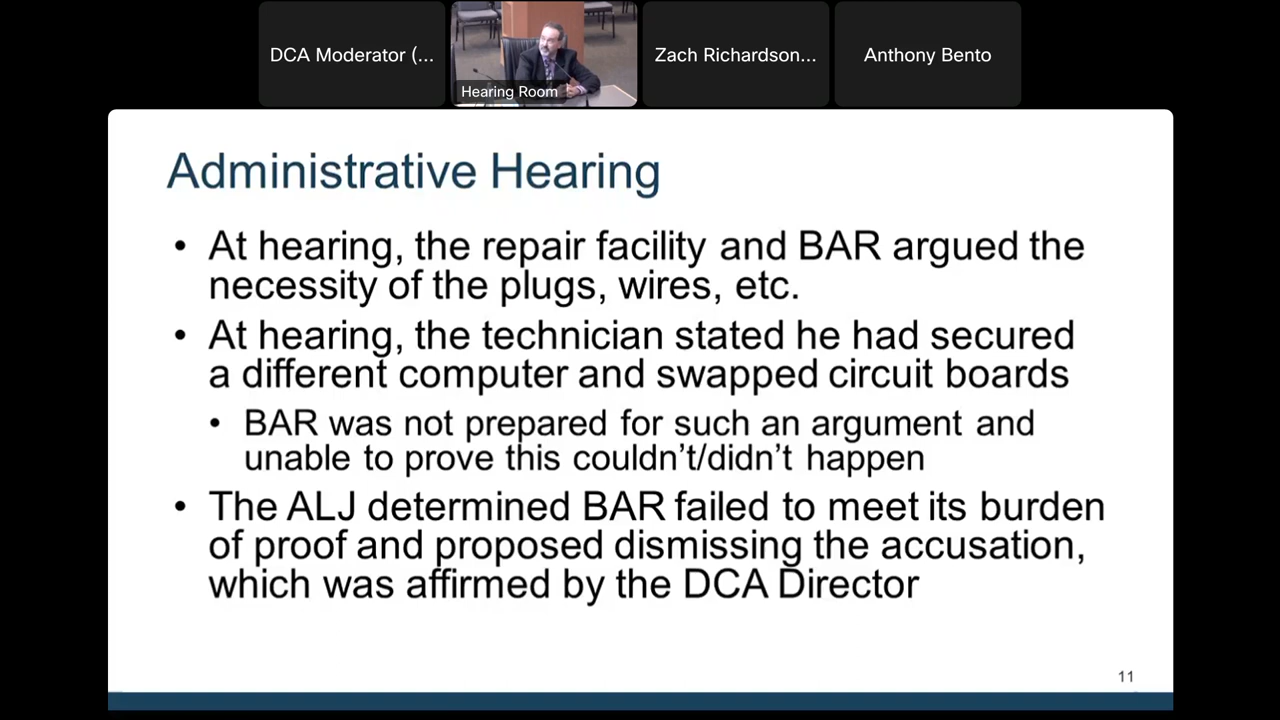 DCA Moderator (...
Hearing Room
Zach Richardson...
Anthony Bento
Administrative Hearing
• At hearing, the repair facility and BAR argued the
necessity of the plugs, wires, etc.
• At hearing, the technician stated he had secured
a different computer and swapped circuit boards
• BAR was not prepared for such an argument and
unable to prove this couldn't/didn't happen
• The ALJ determined BAR failed to meet its burden
of proof and proposed dismissing the accusation,
which was affirmed by the DCA Director
11